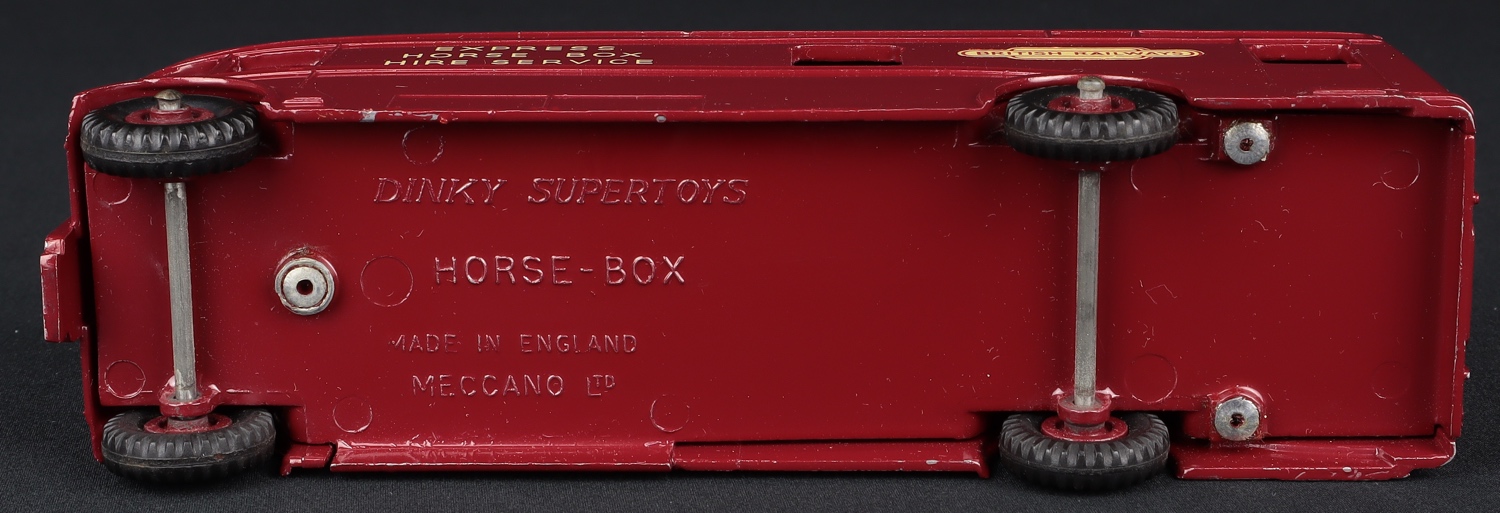 EXPRESS
HORSE BOX
HIRE SERVICE
BRITISH RAILWAYS
DINKY SUPERTOYS
HORSE-BOX
MADE IN ENGLAND
MECCANO LTD